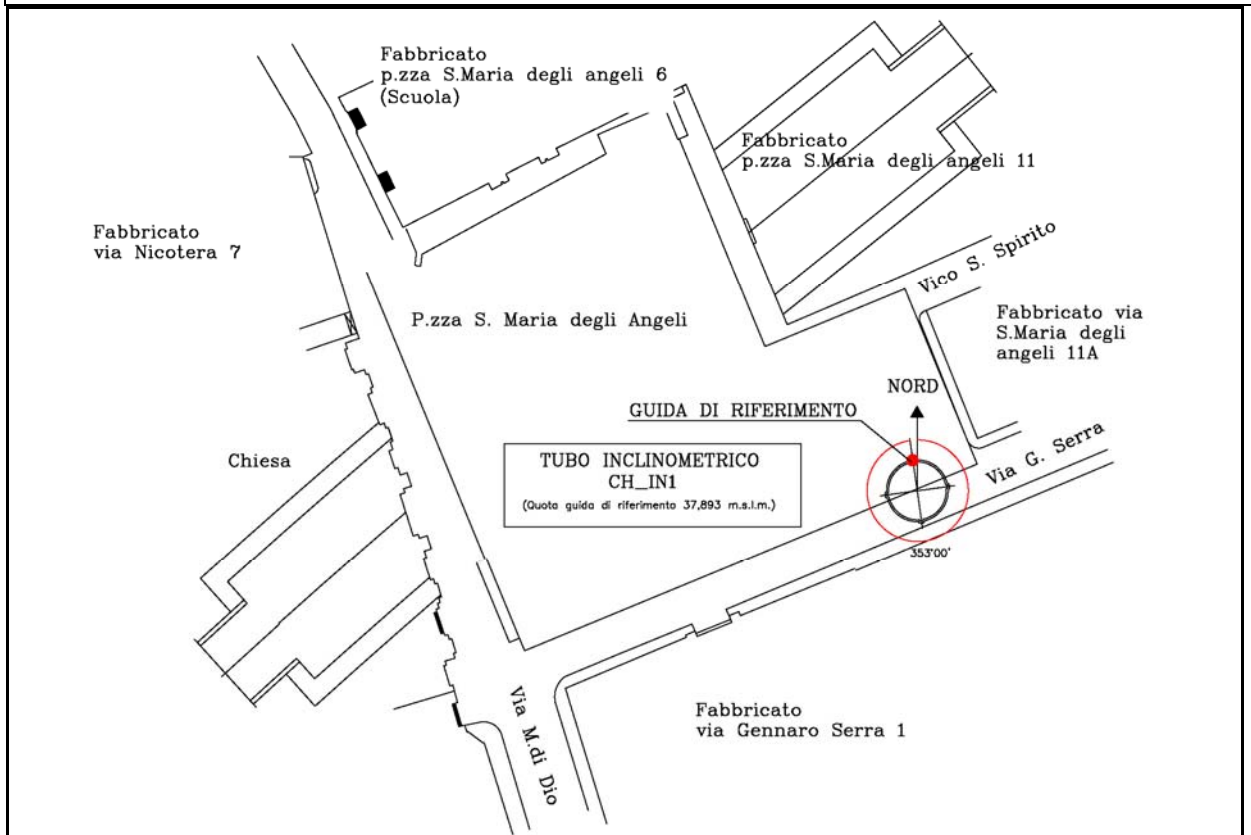 Fabbricato
p.zza S.Maria degli angeli 6
(Scuola)
Fabbricato
p.zza S.Maria degli angeli 11
Fabbricato
via Nicotera 7
Vico S. Spirito
P.zza S. Maria degli Angeli
Fabbricato via
S.Maria degli
angeli 11A
NORD
GUIDA DI RIFERIMENTO
Via G. Serra
Chiesa
TUBO INCLINOMETRICO
CH_IN1
(Quota guida di riferimento 37,893 m.s.l.m.)
353°00'
Via M.di Dio
Fabbricato
via Gennaro Serra 1